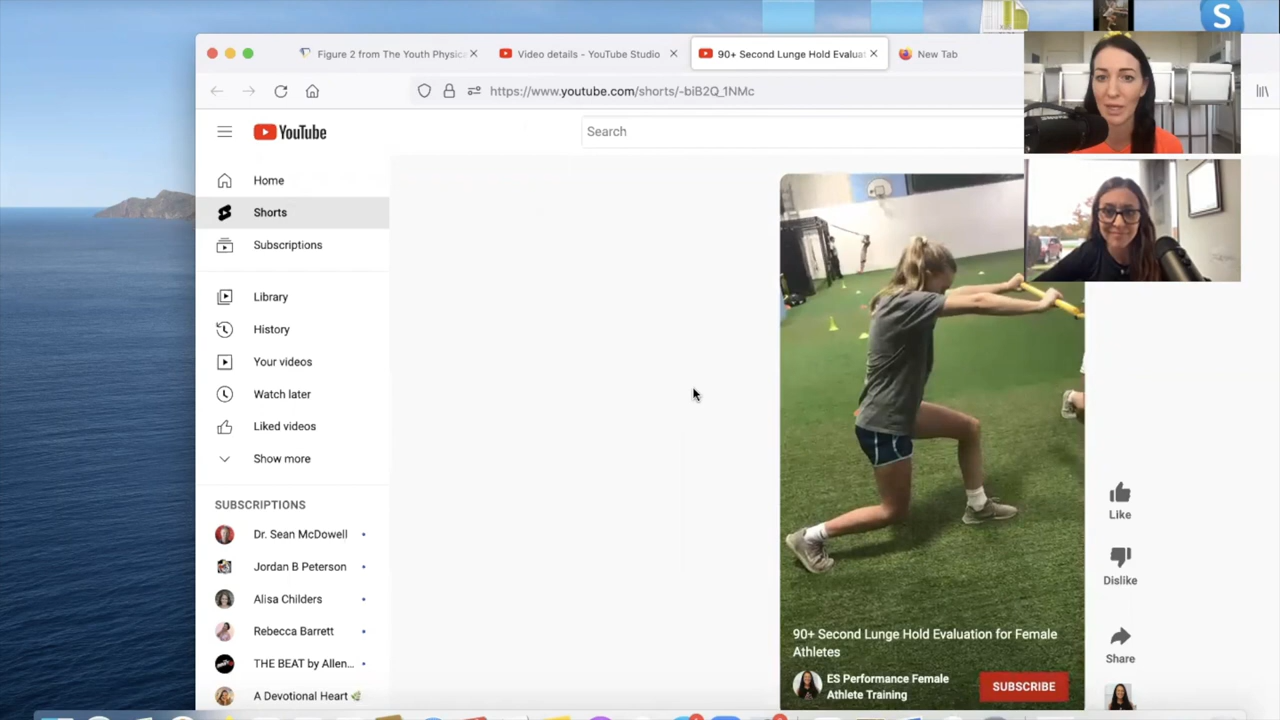 S
Figure 2 from The Youth Physica
Video details - YouTube Studio
90+ Second Lunge Hold Evaluat
New Tab
https://www.youtube.com/shorts/-biB2Q_1NMc
YouTube
Search
Home
Shorts
Subscriptions
Library
History
Your videos
Watch later
Liked videos
Show more
SUBSCRIPTIONS
Dr. Sean McDowell
Jordan B Peterson
Alisa Childers
Rebecca Barrett
THE BEAT by Allen...
A Devotional Heart
Like
Dislike
Share
90+ Second Lunge Hold Evaluation for Female
Athletes
ES Performance Female
Athlete Training
SUBSCRIBE